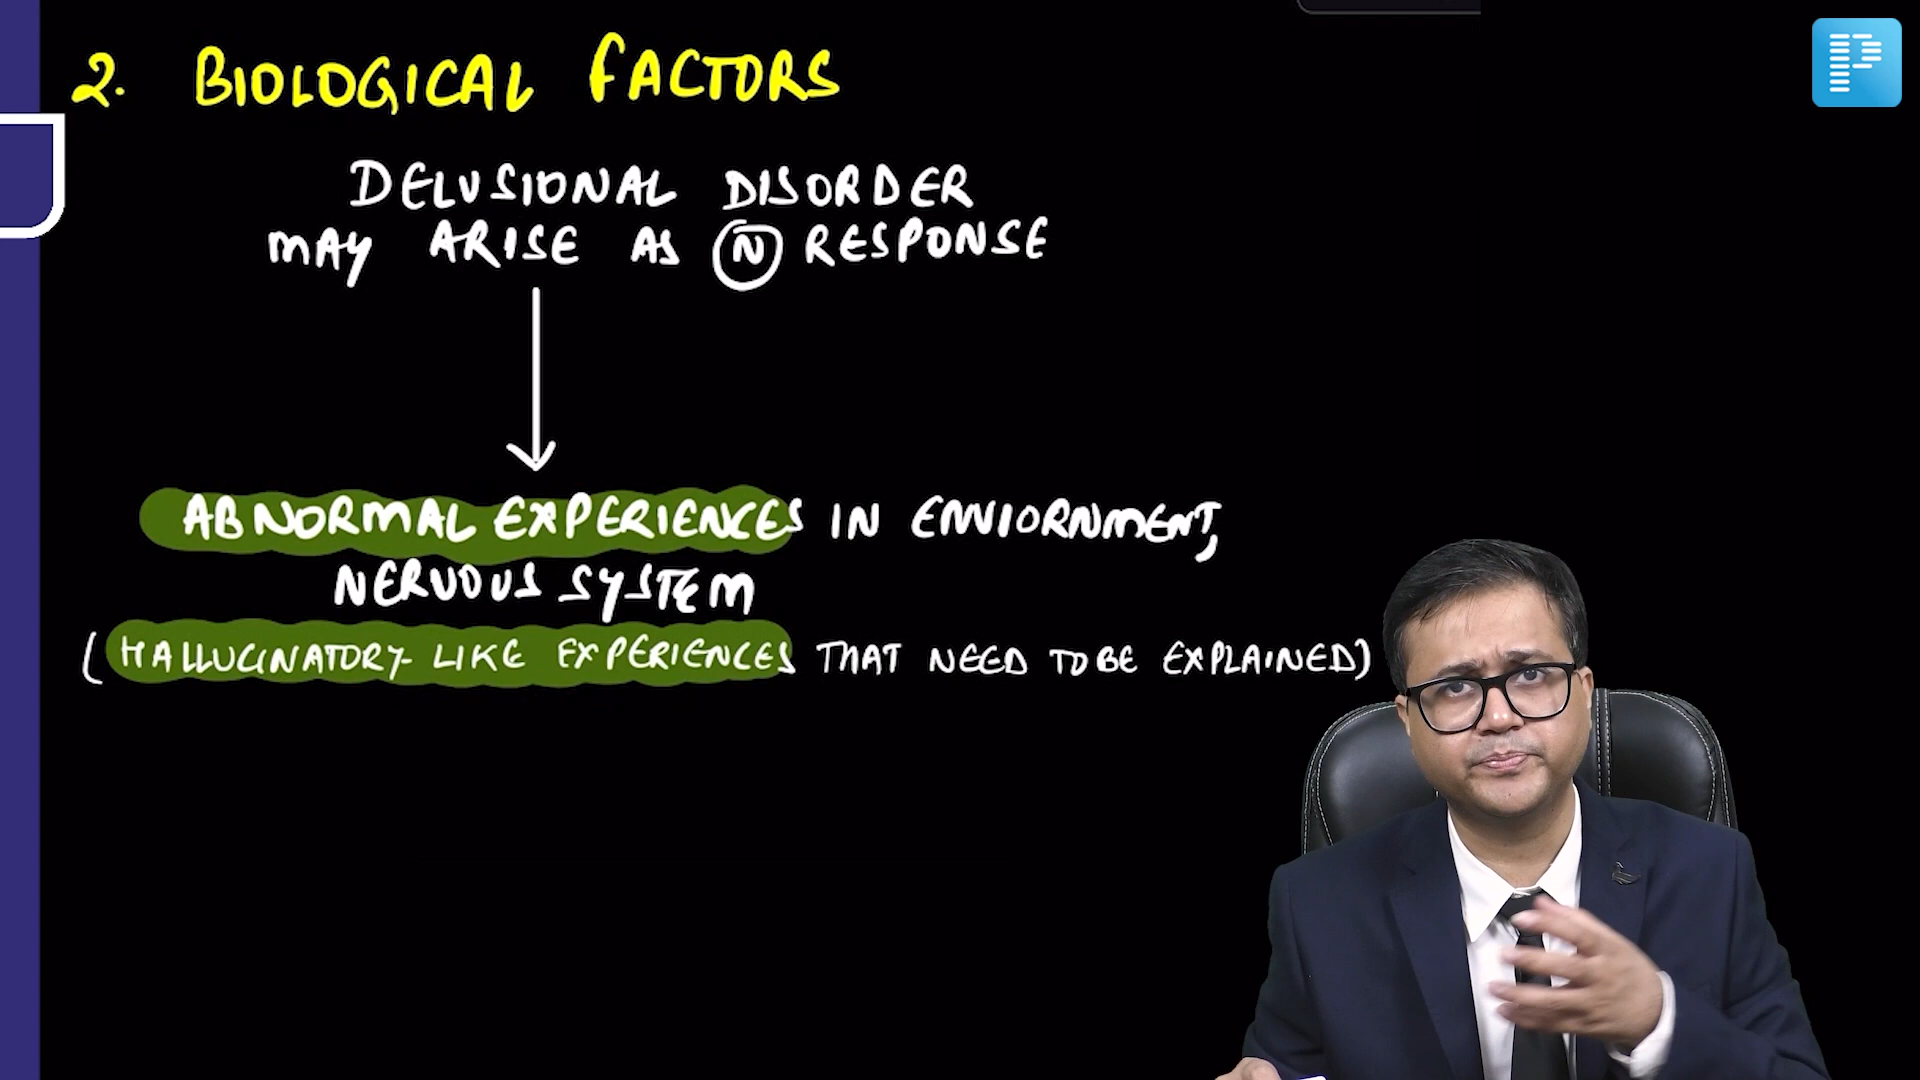 2. BIOLOGICAL FACTORS
DELUSIONAL DISORDER
MAY ARISE AS N RESPONSE
ABNORMAL EXPERIENCES IN ENVIORNMENT,
NERVOUS SYSTEM
(HALLUCINATORY-LIKE EXPERIENCES THAT NEED TO BE EXPLAINED)
P